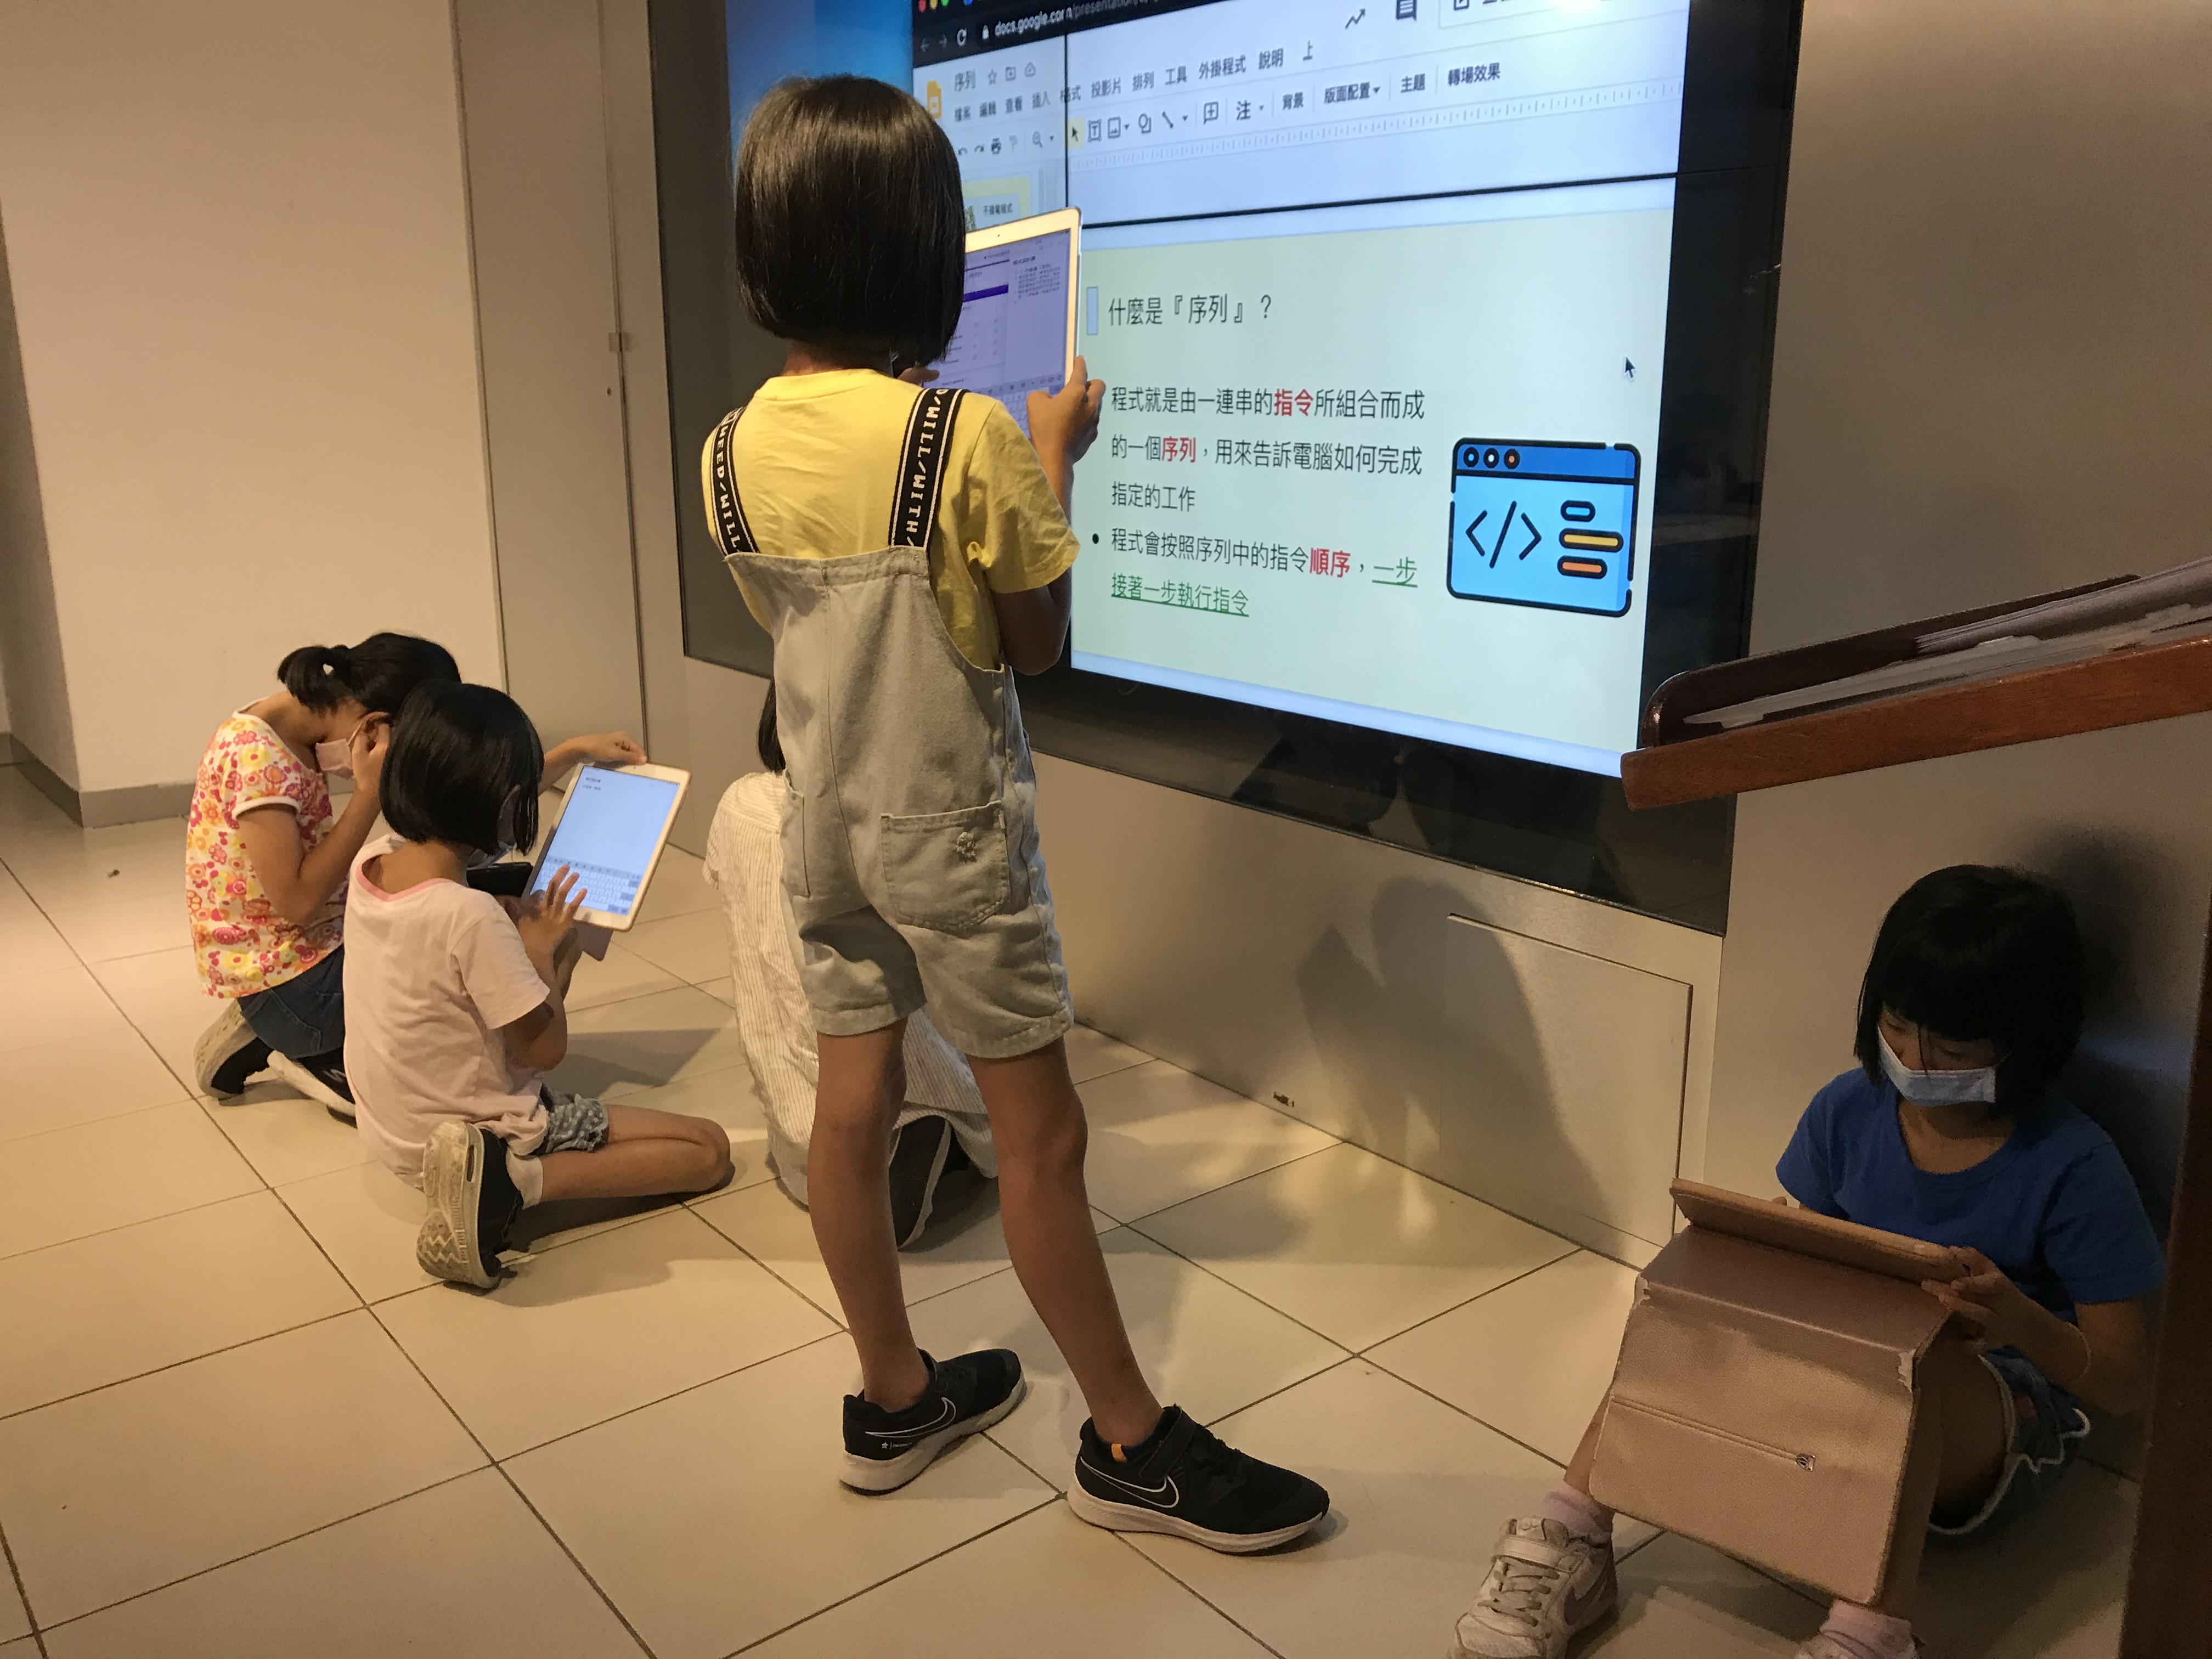 docs.google.com/presentation/
序列
檔案 編輯 查看 插入 格式 投影片 排列 工具 外掛程式 說明 上
注 背景 版面配置 主題 轉場效果
什麼是『序列』？
程式就是由一連串的指令所組合而成
的一個序列，用來告訴電腦如何完成
指定的工作
• 程式會按照序列中的指令順序，一步
接著一步執行指令
</>
WEED/WILL
/WILL/WITH/